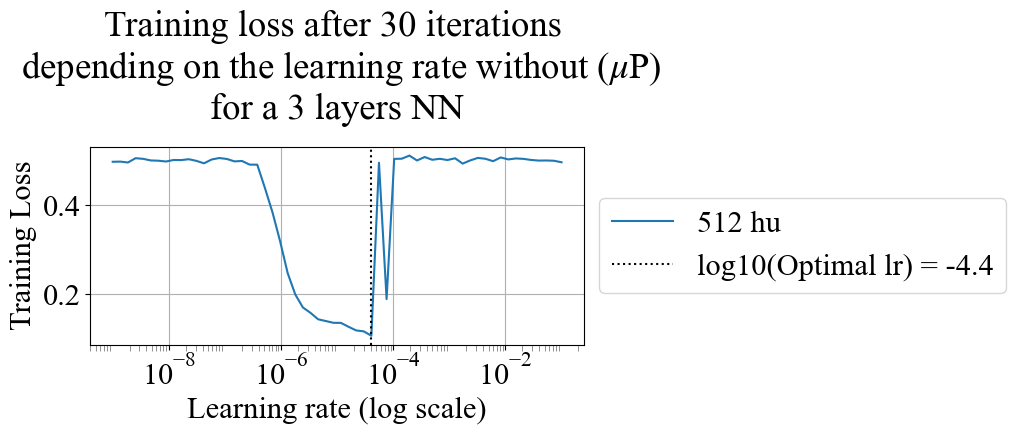 Training loss after 30 iterations
depending on the learning rate without (μP)
for a 3 layers NN
Training Loss
0.4
0.2
10⁻⁸ 10⁻⁶ 10⁻⁴ 10⁻²
Learning rate (log scale)
512 hu
log10(Optimal lr) = -4.4